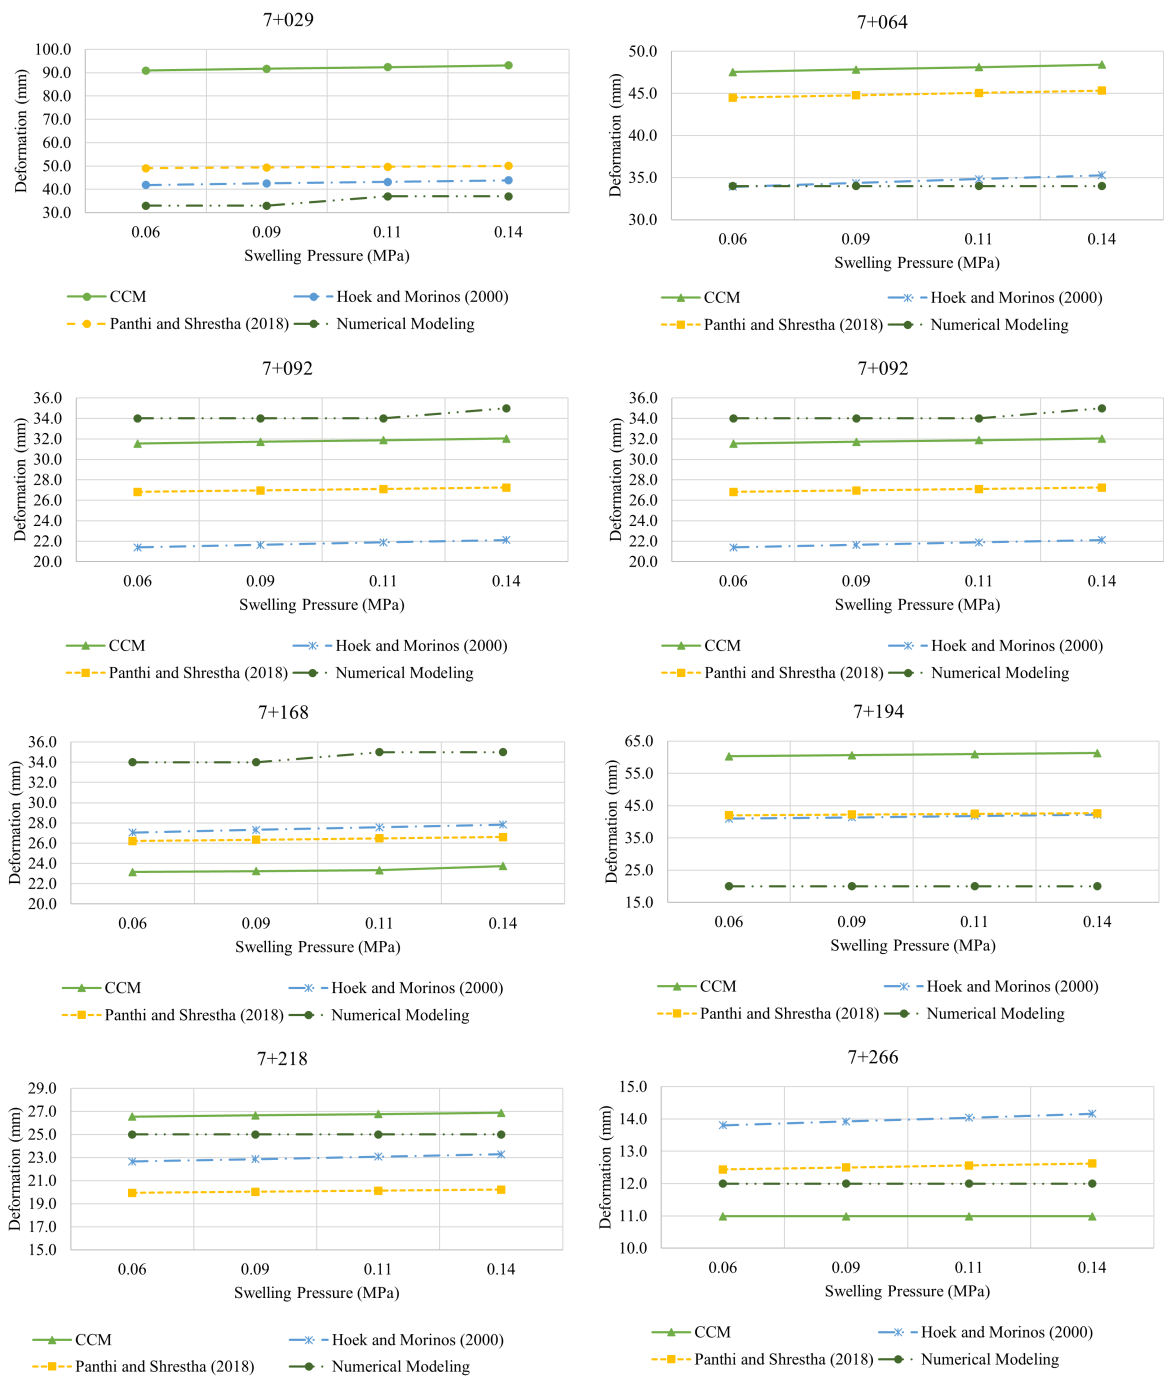 7+029
100.0
90.0
80.0
70.0
60.0
50.0
40.0
30.0
Deformation (mm)
0.06 0.09 0.11 0.14
Swelling Pressure (MPa)
CCM Hoek and Morinos (2000)
Panthi and Shrestha (2018) Numerical Modeling
7+064
50.0
45.0
40.0
35.0
30.0
Deformation (mm)
0.06 0.09 0.11 0.14
Swelling Pressure (MPa)
CCM Hoek and Morinos (2000)
Panthi and Shrestha (2018) Numerical Modeling
7+092
36.0
34.0
32.0
30.0
28.0
26.0
24.0
22.0
20.0
Deformation (mm)
0.06 0.09 0.11 0.14
Swelling Pressure (MPa)
CCM Hoek and Morinos (2000)
Panthi and Shrestha (2018) Numerical Modeling
7+092
36.0
34.0
32.0
30.0
28.0
26.0
24.0
22.0
20.0
Deformation (mm)
0.06 0.09 0.11 0.14
Swelling Pressure (MPa)
CCM Hoek and Morinos (2000)
Panthi and Shrestha (2018) Numerical Modeling
7+168
36.0
34.0
32.0
30.0
28.0
26.0
24.0
22.0
20.0
Deformation (mm)
0.06 0.09 0.11 0.14
Swelling Pressure (MPa)
CCM Hoek and Morinos (2000)
Panthi and Shrestha (2018) Numerical Modeling
7+194
65.0
55.0
45.0
35.0
25.0
15.0
Deformation (mm)
0.06 0.09 0.11 0.14
Swelling Pressure (MPa)
CCM Hoek and Morinos (2000)
Panthi and Shrestha (2018) Numerical Modeling
7+218
29.0
27.0
25.0
23.0
21.0
19.0
17.0
15.0
Deformation (mm)
0.06 0.09 0.11 0.14
Swelling Pressure (MPa)
CCM Hoek and Morinos (2000)
Panthi and Shrestha (2018) Numerical Modeling
7+266
15.0
14.0
13.0
12.0
11.0
10.0
Deformation (mm)
0.06 0.09 0.11 0.14
Swelling Pressure (MPa)
CCM Hoek and Morinos (2000)
Panthi and Shrestha (2018) Numerical Modeling